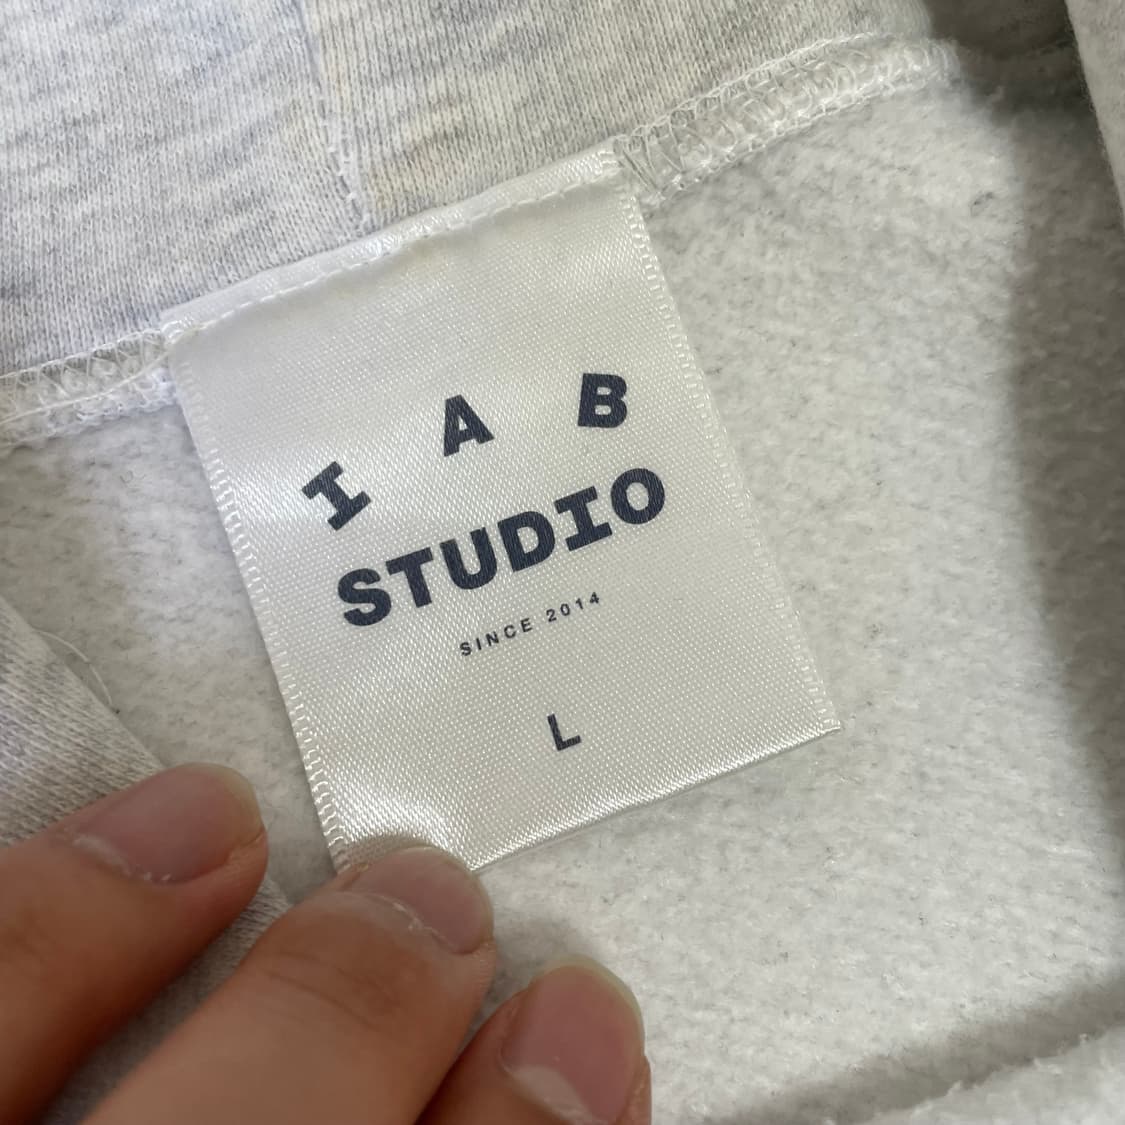 I A B
STUDIO
SINCE 2014
L